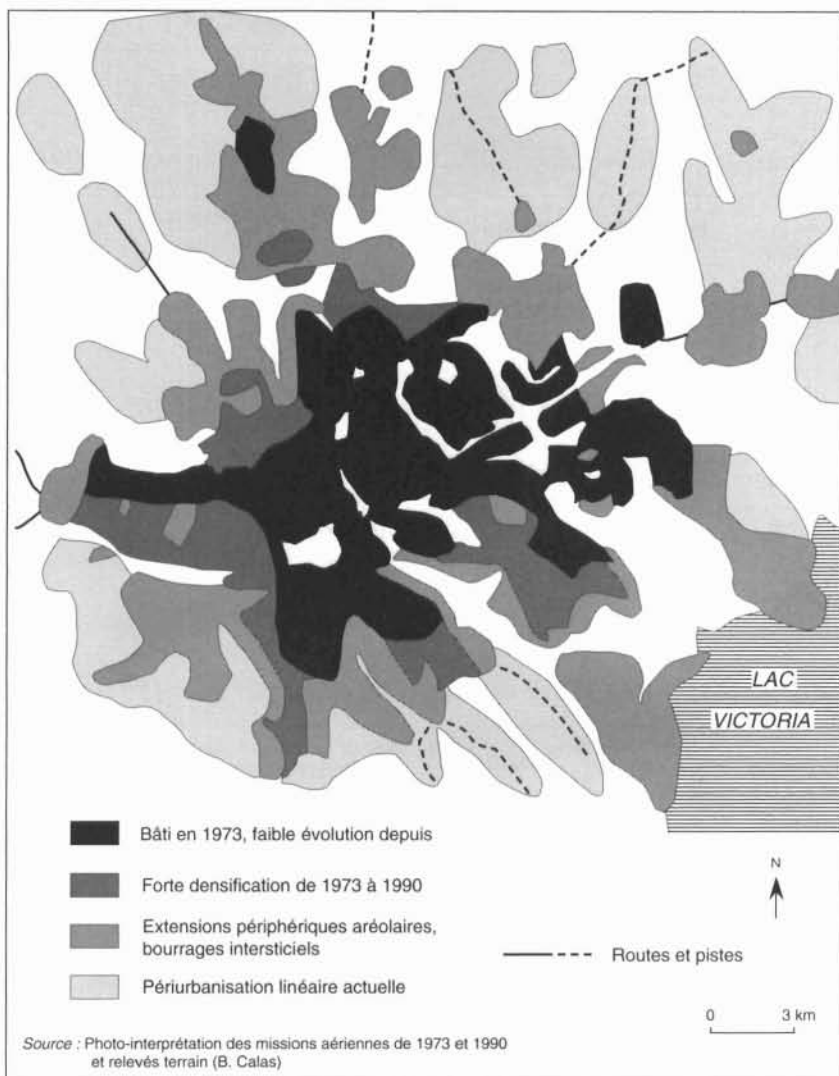 LAC
VICTORIA
Bâti en 1973, faible évolution depuis
Forte densification de 1973 à 1990
Extensions périphériques aréolaires,
bourrages intersticiels
Périurbanisation linéaire actuelle
N
Routes et pistes
0 3 km
Source : Photo-interprétation des missions aériennes de 1973 et 1990
et relevés terrain (B. Calas)